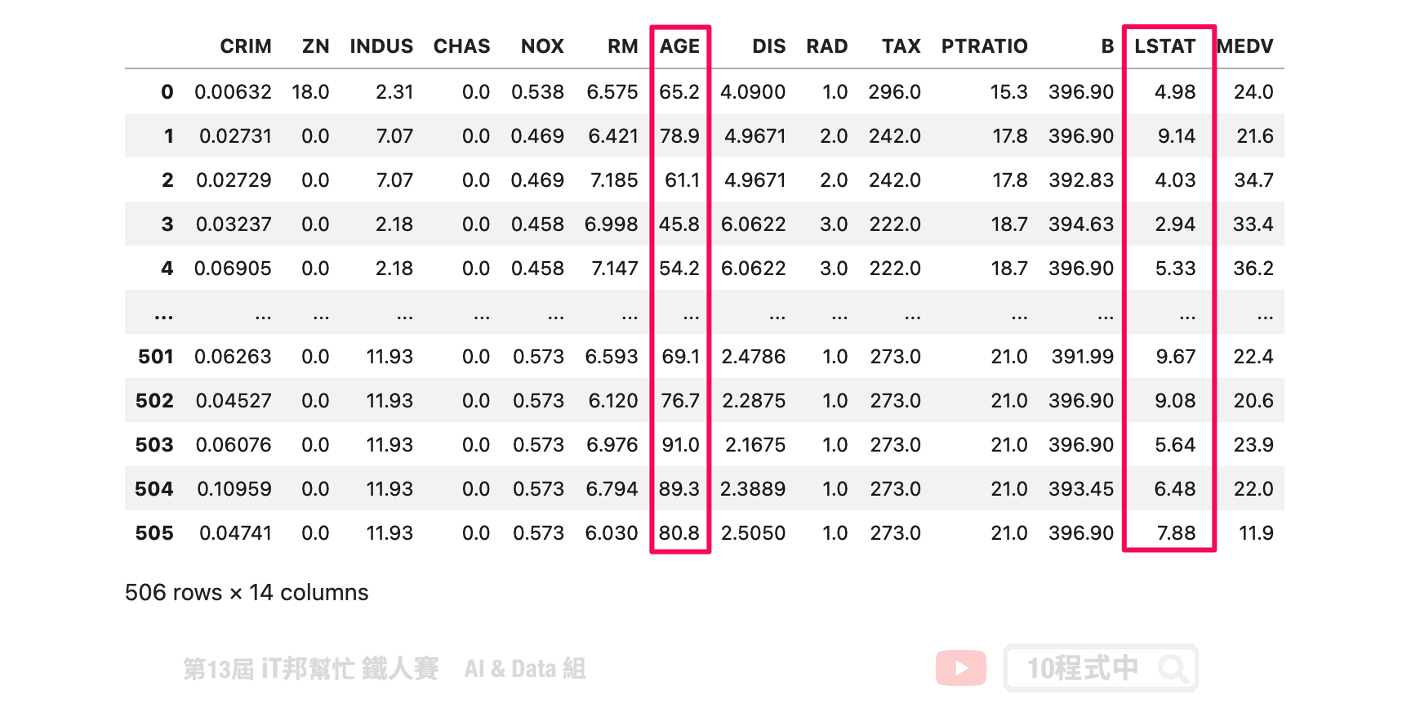 CRIM ZN INDUS CHAS NOX RM AGE DIS RAD TAX PTRATIO B LSTAT MEDV
0 0.00632 18.0 2.31 0.0 0.538 6.575 65.2 4.0900 1.0 296.0 15.3 396.90 4.98 24.0
1 0.02731 0.0 7.07 0.0 0.469 6.421 78.9 4.9671 2.0 242.0 17.8 396.90 9.14 21.6
2 0.02729 0.0 7.07 0.0 0.469 7.185 61.1 4.9671 2.0 242.0 17.8 392.83 4.03 34.7
3 0.03237 0.0 2.18 0.0 0.458 6.998 45.8 6.0622 3.0 222.0 18.7 394.63 2.94 33.4
4 0.06905 0.0 2.18 0.0 0.458 7.147 54.2 6.0622 3.0 222.0 18.7 396.90 5.33 36.2
... ... ... ... ... ... ... ... ... ... ... ... ... ... ...
501 0.06263 0.0 11.93 0.0 0.573 6.593 69.1 2.4786 1.0 273.0 21.0 391.99 9.67 22.4
502 0.04527 0.0 11.93 0.0 0.573 6.120 76.7 2.2875 1.0 273.0 21.0 396.90 9.08 20.6
503 0.06076 0.0 11.93 0.0 0.573 6.976 91.0 2.1675 1.0 273.0 21.0 396.90 5.64 23.9
504 0.10959 0.0 11.93 0.0 0.573 6.794 89.3 2.3889 1.0 273.0 21.0 393.45 6.48 22.0
505 0.04741 0.0 11.93 0.0 0.573 6.030 80.8 2.5050 1.0 273.0 21.0 396.90 7.88 11.9
506 rows × 14 columns
第13屆 iT邦幫忙 鐵人賽 AI & Data 組 10程式中